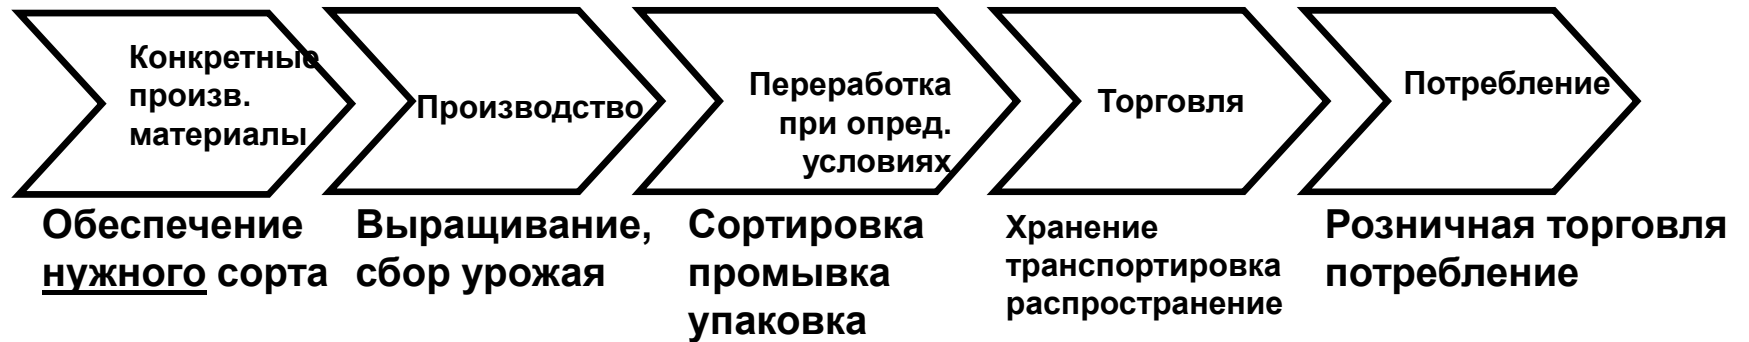 Конкретные
произв.
материалы
Производство
Переработка
при опред.
условиях
Торговля
Потребление
Обеспечение
нужного сорта
Выращивание,
сбор урожая
Сортировка
промывка
упаковка
Хранение
транспортировка
распространение
Розничная торговля
потребление